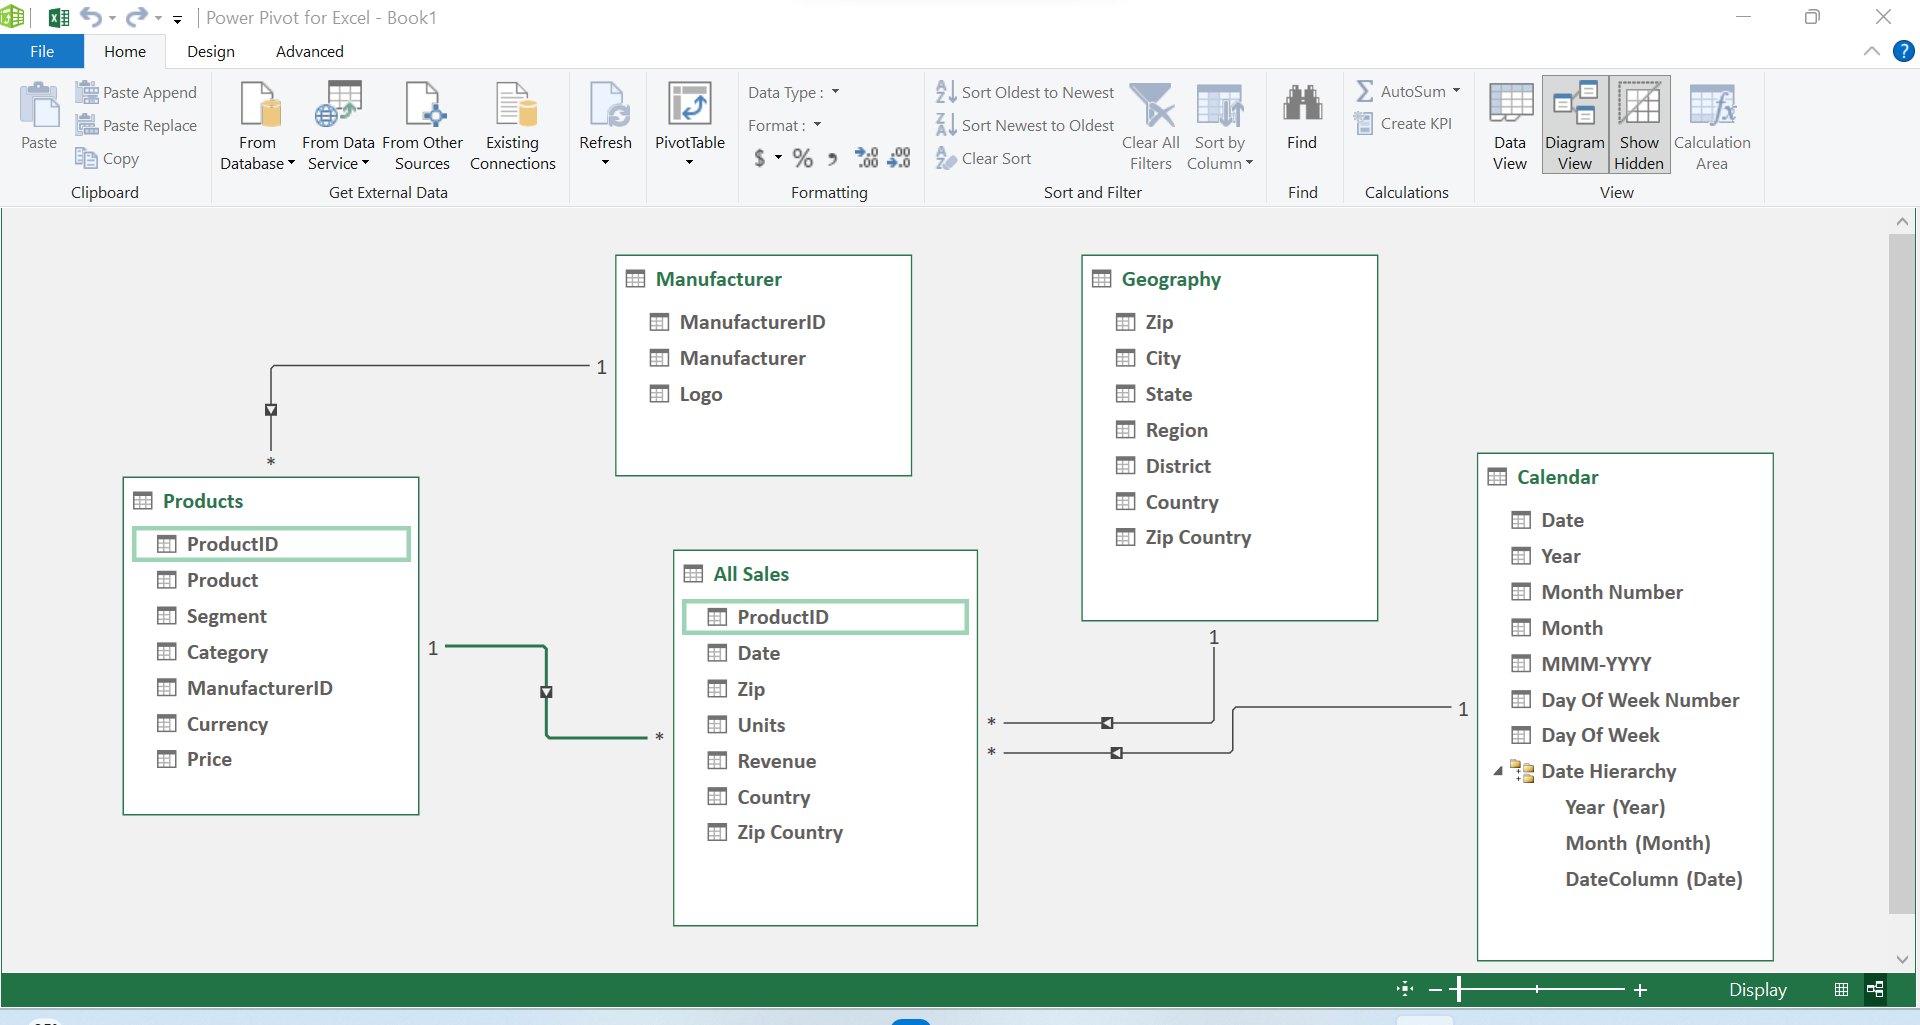 Power Pivot for Excel - Book1
File Home Design Advanced
Paste
Paste Append
Paste Replace
Copy
Clipboard
From Database
From Data Service
From Other Sources
Existing Connections
Get External Data
Refresh
PivotTable
Data Type :
Format :
$ % , .0 .00 .00 .0
Formatting
Sort Oldest to Newest
Sort Newest to Oldest
Clear Sort
Clear All Filters
Sort by Column
Sort and Filter
Find
Find
AutoSum
Create KPI
Calculations
Data View
Diagram View
Show Hidden
Calculation Area
View
Manufacturer
ManufacturerID
Manufacturer
Logo
1
*
Geography
Zip
City
State
Region
District
Country
Zip Country
1
*
Products
ProductID
Product
Segment
Category
ManufacturerID
Currency
Price
1
*
All Sales
ProductID
Date
Zip
Units
Revenue
Country
Zip Country
*
1
Calendar
Date
Year
Month Number
Month
MMM-YYYY
Day Of Week Number
Day Of Week
Date Hierarchy
Year (Year)
Month (Month)
DateColumn (Date)
Display